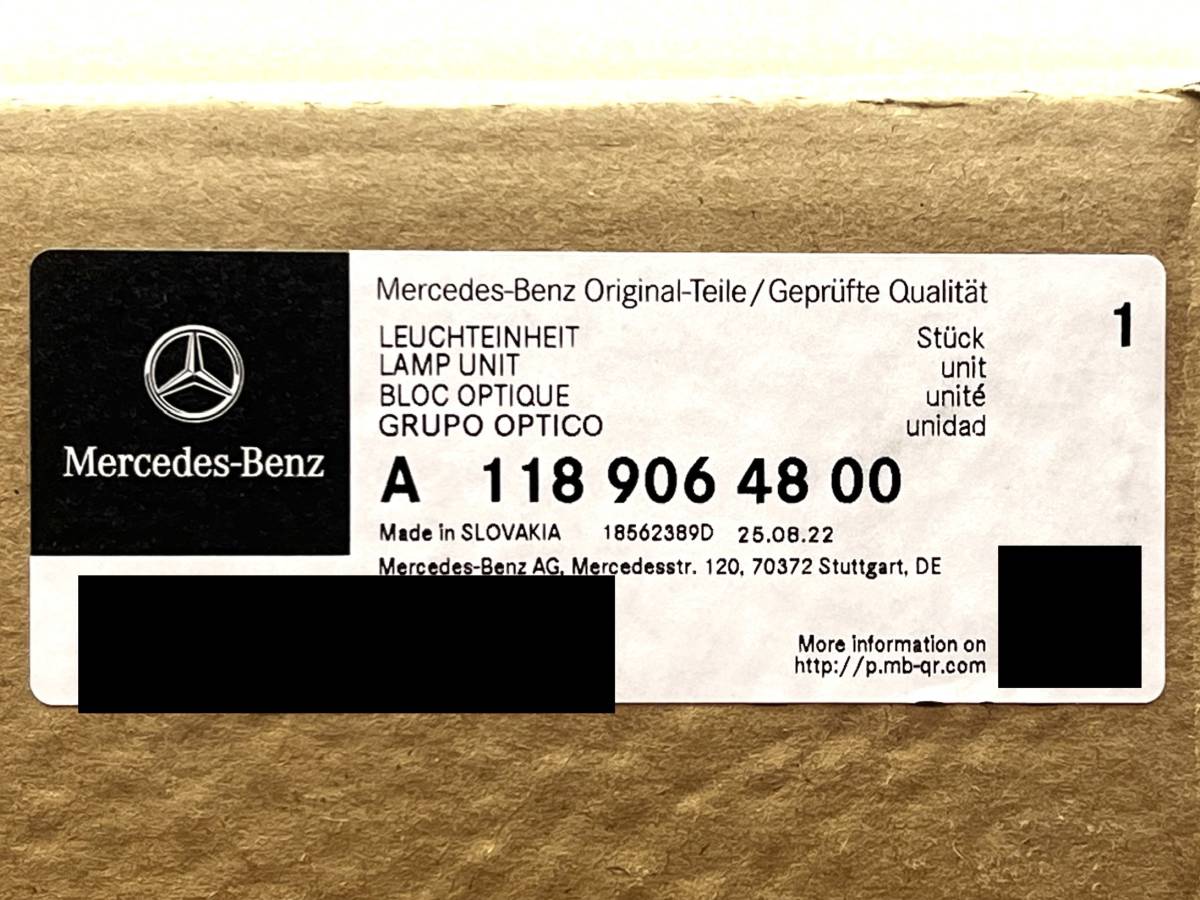 Mercedes-Benz
Mercedes-Benz Original-Teile/Geprüfte Qualität
1
LEUCHTEINHEIT Stück
LAMP UNIT unit
BLOC OPTIQUE unité
GRUPO OPTICO unidad
A 118 906 48 00
Made in SLOVAKIA 18562389D 25.08.22
Mercedes-Benz AG, Mercedesstr. 120, 70372 Stuttgart, DE
More information on
http://p.mb-qr.com